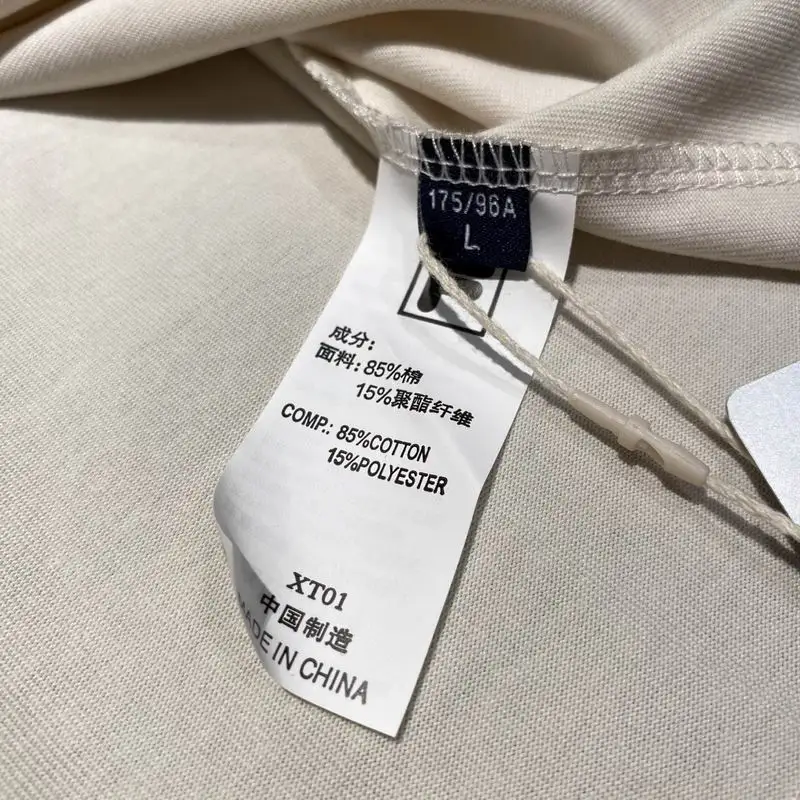 175/96A
L
成分:
面料: 85%棉
15%聚酯纤维
COMP.: 85%COTTON
15%POLYESTER
XT01
中国制造
MADE IN CHINA